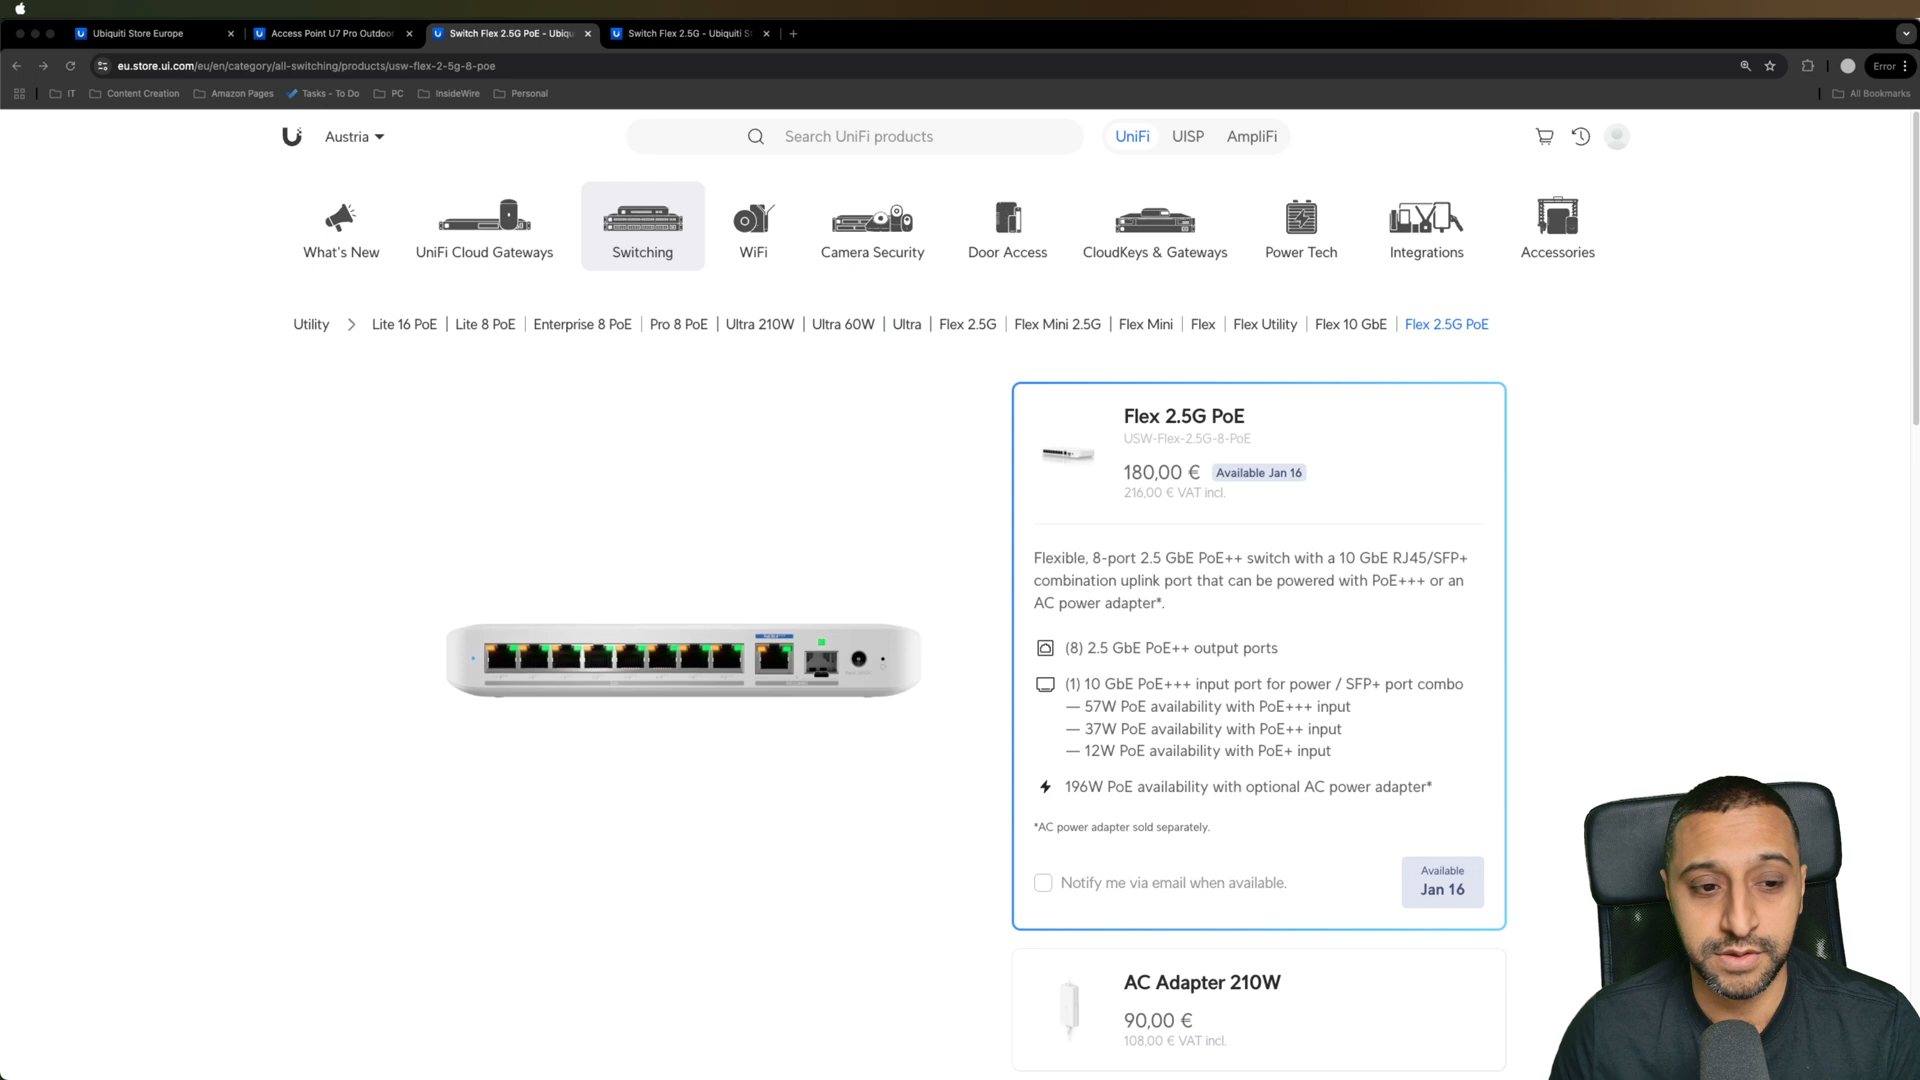 Ubiquiti Store Europe
Access Point U7 Pro Outdoor
Switch Flex 2.5G PoE - Ubiqu
Switch Flex 2.5G - Ubiquiti S
eu.store.ui.com/eu/en/category/all-switching/products/usw-flex-2-5g-8-poe
Error
IT
Content Creation
Amazon Pages
Tasks - To Do
PC
InsideWire
Personal
All Bookmarks
Austria
Search UniFi products
UniFi
UISP
AmpliFi
What's New
UniFi Cloud Gateways
Switching
WiFi
Camera Security
Door Access
CloudKeys & Gateways
Power Tech
Integrations
Accessories
Utility
Lite 16 PoE
Lite 8 PoE
Enterprise 8 PoE
Pro 8 PoE
Ultra 210W
Ultra 60W
Ultra
Flex 2.5G
Flex Mini 2.5G
Flex Mini
Flex
Flex Utility
Flex 10 GbE
Flex 2.5G PoE
Flex 2.5G PoE
USW-Flex-2.5G-8-PoE
180,00 € Available Jan 16
216,00 € VAT incl.
Flexible, 8-port 2.5 GbE PoE++ switch with a 10 GbE RJ45/SFP+
combination uplink port that can be powered with PoE+++ or an
AC power adapter*.
(8) 2.5 GbE PoE++ output ports
(1) 10 GbE PoE+++ input port for power / SFP+ port combo
— 57W PoE availability with PoE+++ input
— 37W PoE availability with PoE++ input
— 12W PoE availability with PoE+ input
196W PoE availability with optional AC power adapter*
*AC power adapter sold separately.
Notify me via email when available.
Available
Jan 16
AC Adapter 210W
90,00 €
108,00 € VAT incl.